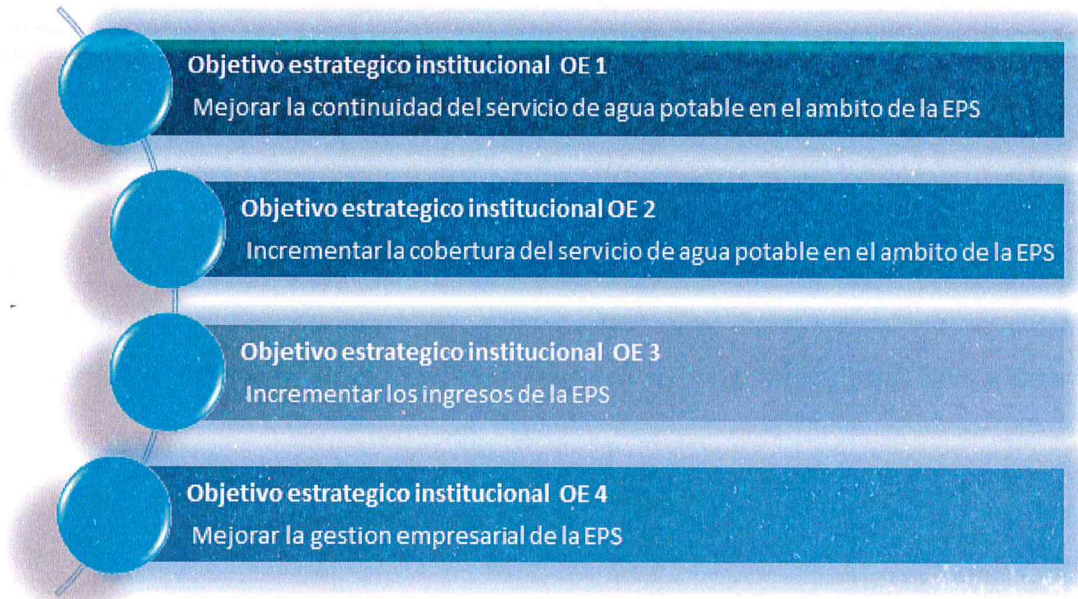 Objetivo estrategico institucional OE 1
Mejorar la continuidad del servicio de agua potable en el ambito de la EPS
Objetivo estrategico institucional OE 2
Incrementar la cobertura del servicio de agua potable en el ambito de la EPS
Objetivo estrategico institucional OE 3
Incrementar los ingresos de la EPS
Objetivo estrategico institucional OE 4
Mejorar la gestion empresarial de la EPS